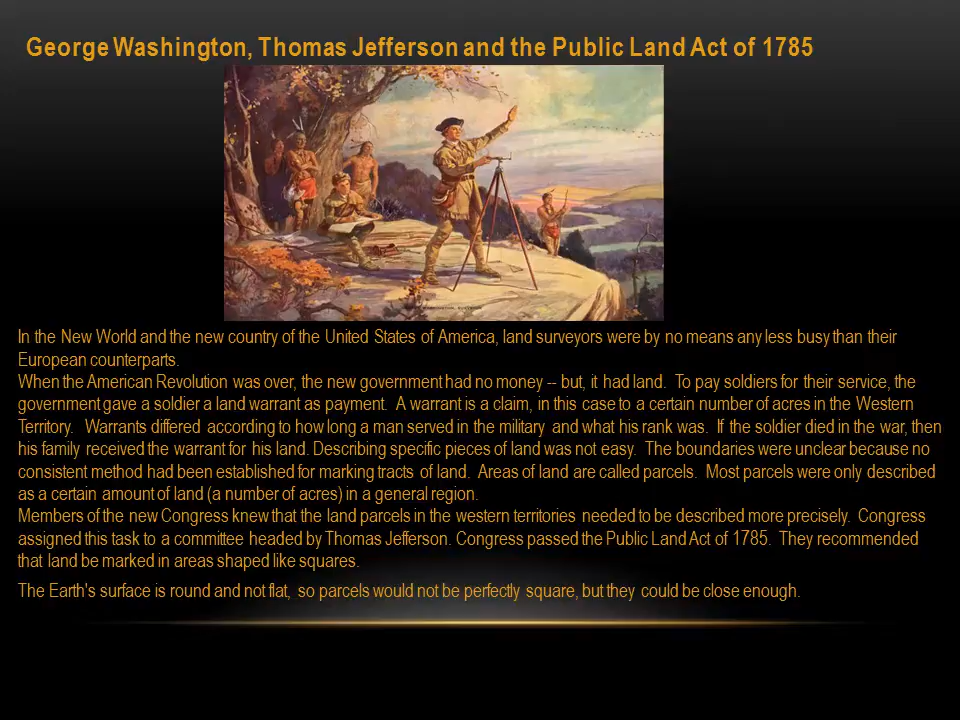 George Washington, Thomas Jefferson and the Public Land Act of 1785
In the New World and the new country of the United States of America, land surveyors were by no means any less busy than their
European counterparts.
When the American Revolution was over, the new government had no money -- but, it had land.  To pay soldiers for their service, the
government gave a soldier a land warrant as payment.  A warrant is a claim, in this case to a certain number of acres in the Western
Territory.   Warrants differed  according to how long a man served in the military  and what his rank was.  If the soldier died in the war, then
his family received the warrant for his land. Describing specific pieces of land was not easy.  The boundaries were unclear because no
consistent method had been established for marking tracts of land.  Areas of land are called parcels.  Most parcels were only described
as a certain amount of land (a number of acres) in a general region.
Members of the new Congress knew that the land parcels in the western territories needed to be described more precisely.  Congress
assigned this task to a committee headed by Thomas Jefferson. Congress passed the Public Land Act of 1785.  They recommended
that land be marked in areas shaped like squares.
The Earth's surface is round and not flat,  so parcels would not be perfectly square, but they could be close enough.